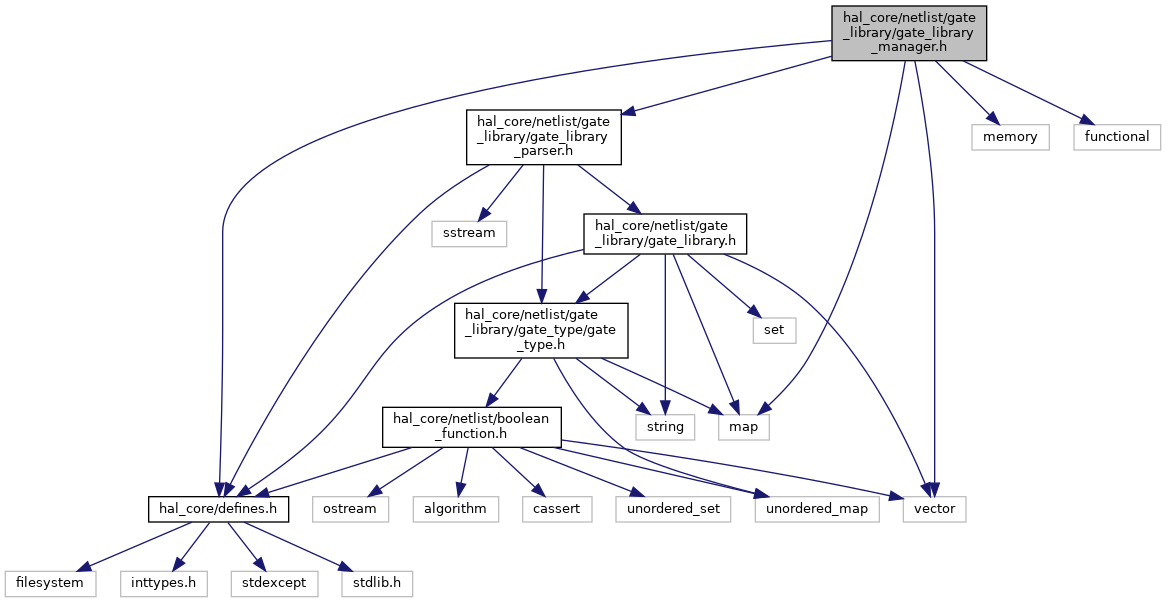 hal_core/netlist/gate
_library/gate_library
_manager.h
hal_core/netlist/gate
_library/gate_library
_parser.h
memory
functional
sstream
hal_core/netlist/gate
_library/gate_library.h
hal_core/netlist/gate
_library/gate_type/gate
_type.h
set
hal_core/netlist/boolean
_function.h
string
map
hal_core/defines.h
ostream
algorithm
cassert
unordered_set
unordered_map
vector
filesystem
inttypes.h
stdexcept
stdlib.h